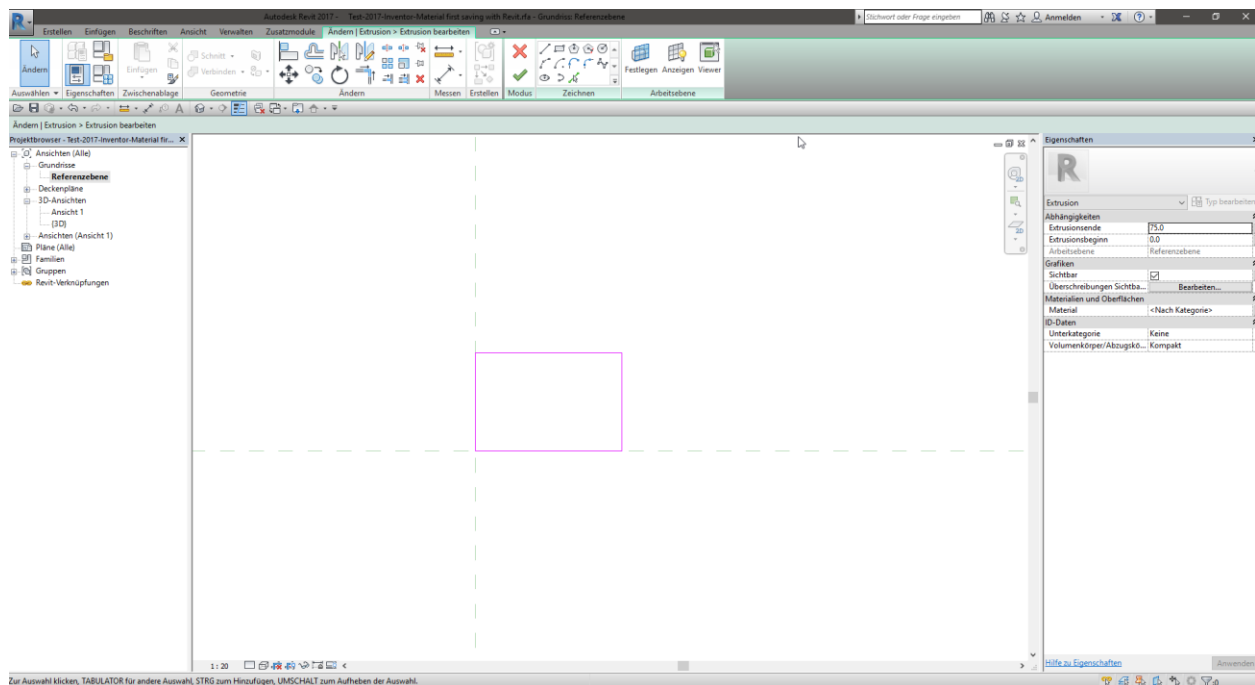 Autodesk Revit 2017 - Test-2017-Inventor-Material first saving with Revit.rfa - Grundriss: Referenzebene
Stichwort oder Frage eingeben
Anmelden
Erstellen Einfügen Beschriften Ansicht Verwalten Zusatzmodule Ändern | Extrusion > Extrusion bearbeiten
Ändern
Einfügen
Schnitt
Verbinden
Festlegen Anzeigen Viewer
Auswählen Eigenschaften Zwischenablage Geometrie Ändern Messen Erstellen Modus Zeichnen Arbeitsebene
Ändern | Extrusion > Extrusion bearbeiten
Projektbrowser - Test-2017-Inventor-Material fir...
Ansichten (Alle)
Grundrisse
Referenzebene
Deckenpläne
3D-Ansichten
Ansicht 1
{3D}
Ansichten (Ansicht 1)
Pläne (Alle)
Familien
Gruppen
Revit-Verknüpfungen
2D
Eigenschaften
R
Extrusion
Typ bearbeiten
Abhängigkeiten
Extrusionsende 75.0
Extrusionsbeginn 0.0
Arbeitsebene Referenzebene
Grafiken
Sichtbar
Überschreibungen Sichtba... Bearbeiten...
Materialien und Oberflächen
Material <Nach Kategorie>
ID-Daten
Unterkategorie Keine
Volumenkörper/Abzugskö... Kompakt
1 : 20
Hilfe zu Eigenschaften
Anwenden
Zur Auswahl klicken, TABULATOR für andere Auswahl, STRG zum Hinzufügen, UMSCHALT zum Aufheben der Auswahl.
:0